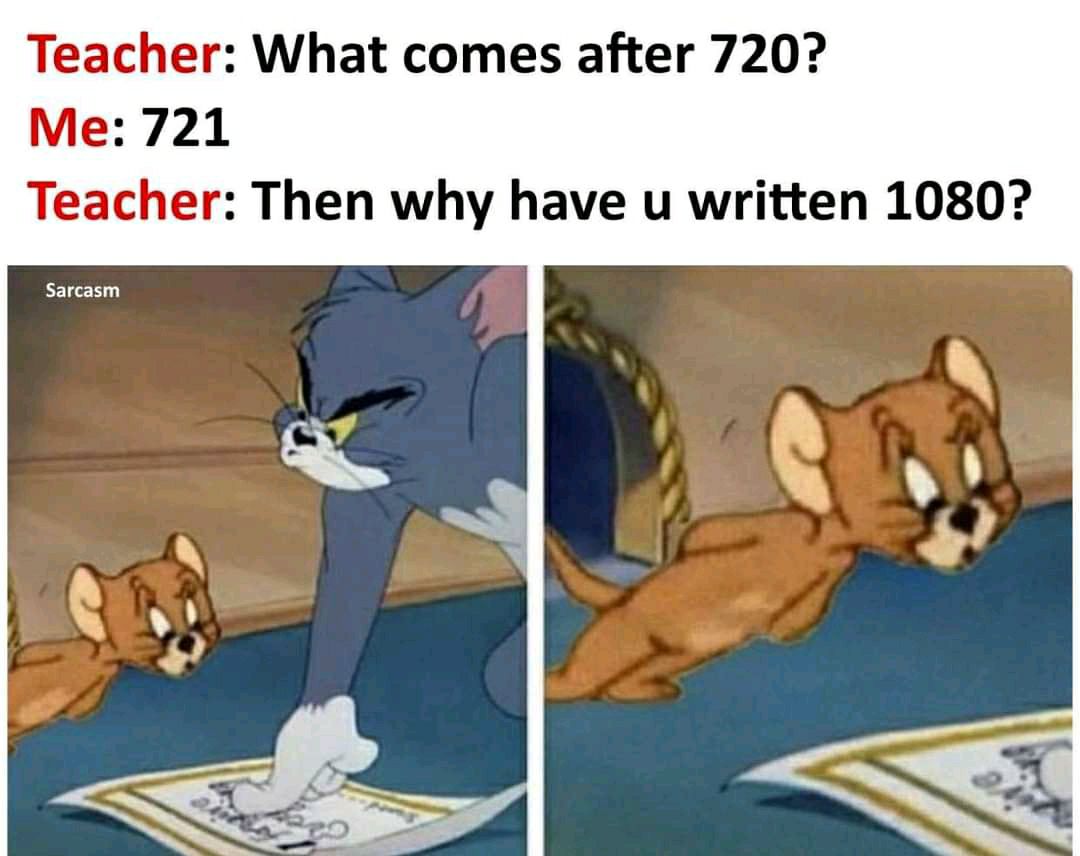 Teacher: What comes after 720?
Me: 721
Teacher: Then why have u written 1080?
Sarcasm